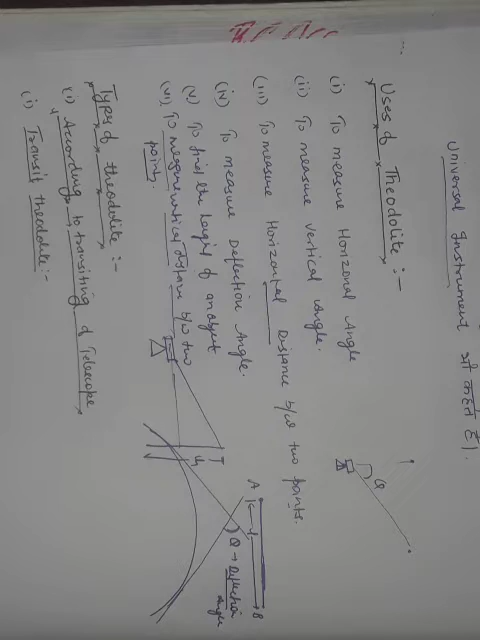 Universal Instrument भी कहते हैं।
Uses of Theodolite :-
(i) To measure Horizonal Angle
(ii) To measure vertical Angle.
(iii) To measure Horizontal Distance b/w two points.
(iv) To measure Deflection Angle.
(v) To find the height of an object
(vi) To measure vertical distance b/w two
points.
A
B
Q → Deflection
Angle
Types of theodolite :-
(i) According to transiting of Telescope
(i) Transit theodolite :-